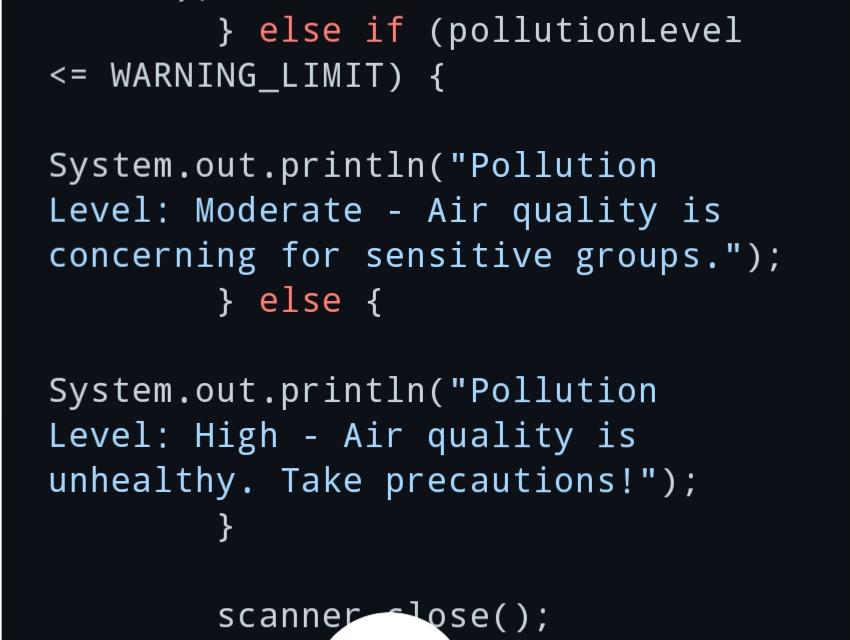 } else if (pollutionLevel
<= WARNING_LIMIT) {
System.out.println("Pollution
Level: Moderate - Air quality is
concerning for sensitive groups.");
} else {
System.out.println("Pollution
Level: High - Air quality is
unhealthy. Take precautions!");
}
scanner.close();